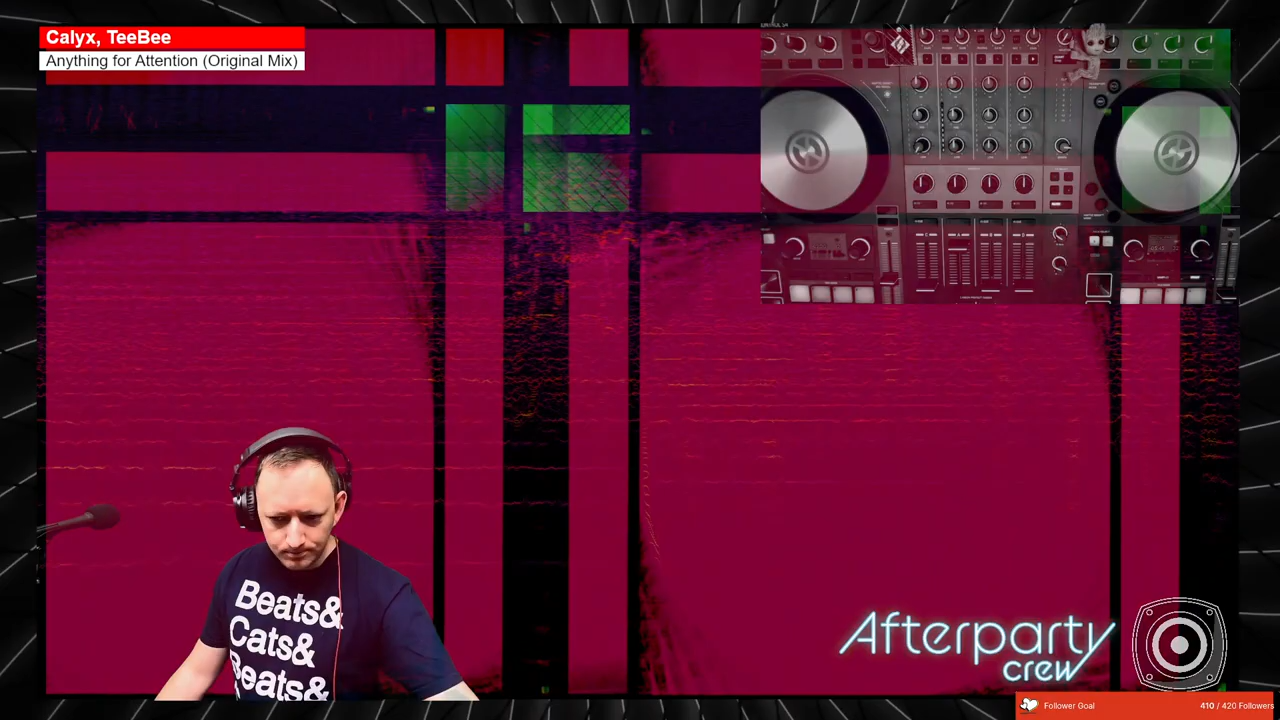 Calyx, TeeBee
Anything for Attention (Original Mix)
Beats&
Cats&
Beats&
Afterparty
crew
Follower Goal
410 / 420 Followers